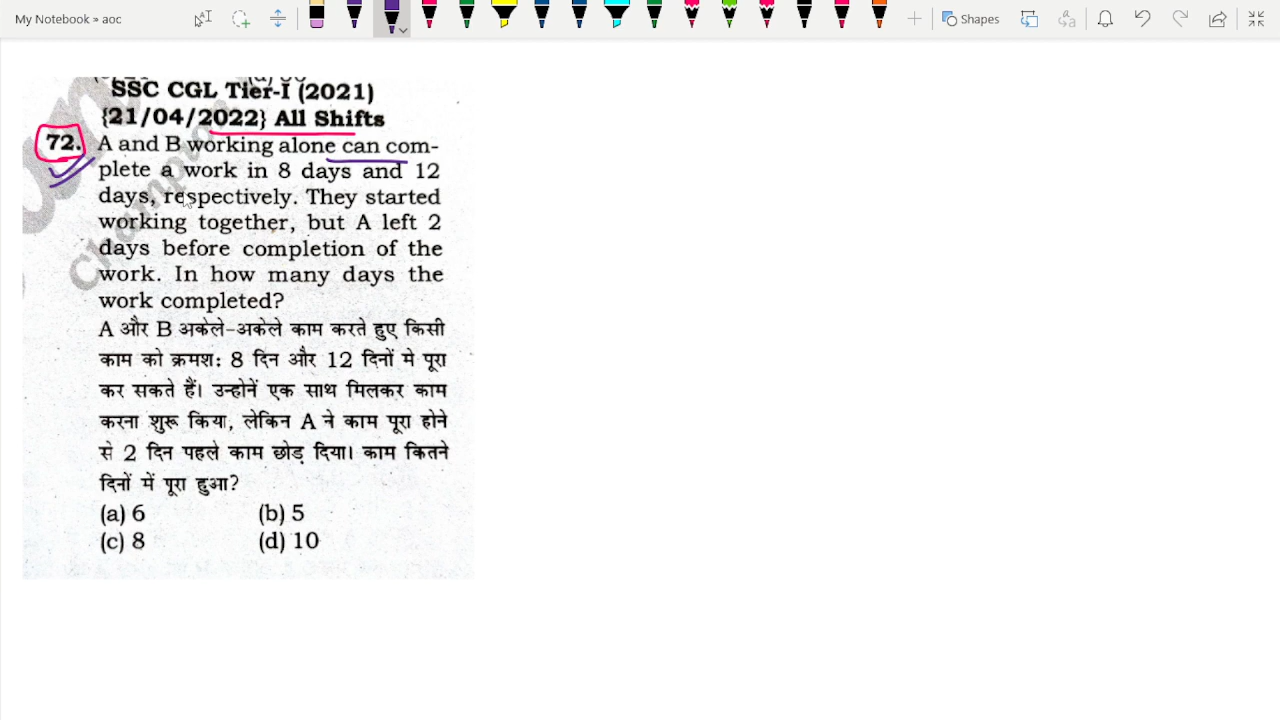 My Notebook » aoc
Shapes
SSC CGL Tier-I (2021)
{21/04/2022} All Shifts
72. A and B working alone can com-
plete a work in 8 days and 12
days, respectively. They started
working together, but A left 2
days before completion of the
work. In how many days the
work completed?
A और B अकेले-अकेले काम करते हुए किसी
काम को क्रमश: 8 दिन और 12 दिनों मे पूरा
कर सकते हैं। उन्होनें एक साथ मिलकर काम
करना शुरू किया, लेकिन A ने काम पूरा होने
से 2 दिन पहले काम छोड़ दिया। काम कितने
दिनों में पूरा हुआ?
(a) 6 (b) 5
(c) 8 (d) 10